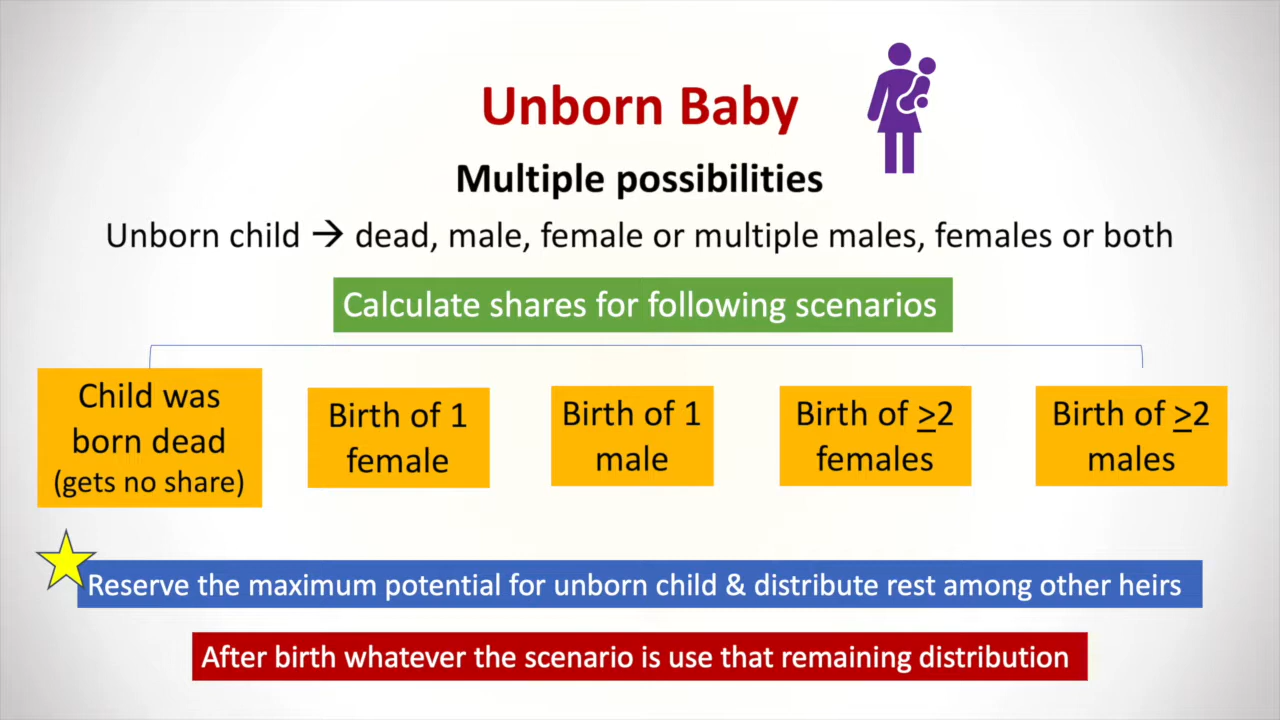 Unborn Baby
Multiple possibilities
Unborn child → dead, male, female or multiple males, females or both
Calculate shares for following scenarios
Child was
born dead
(gets no share)
Birth of 1
female
Birth of 1
male
Birth of ≥2
females
Birth of ≥2
males
Reserve the maximum potential for unborn child & distribute rest among other heirs
After birth whatever the scenario is use that remaining distribution